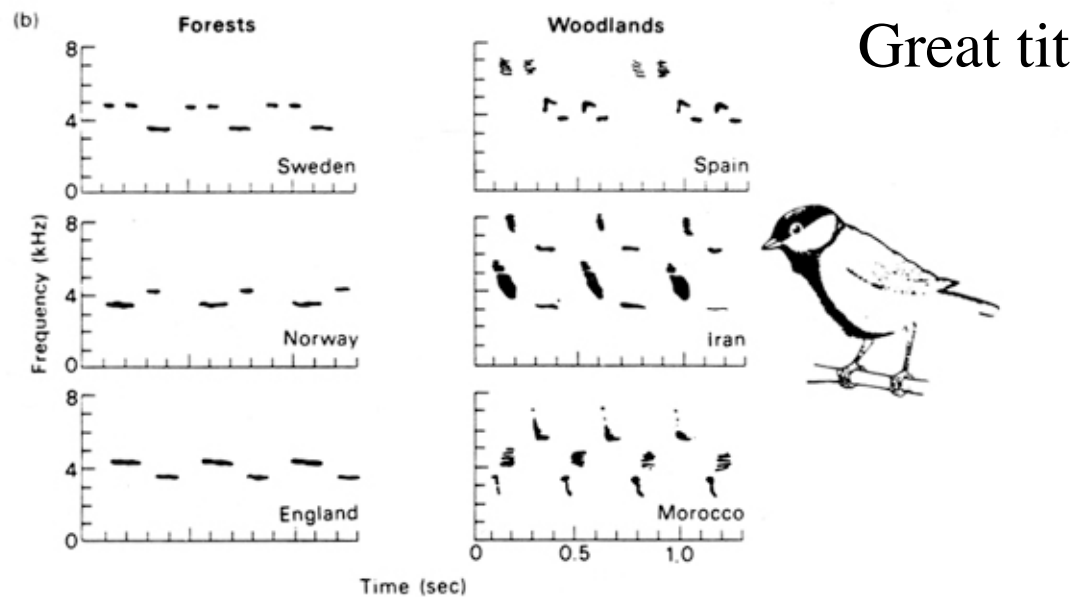 (b)
Forests
Woodlands
Great tit
8
4
0
Sweden
Spain
8
4
0
Norway
Iran
8
4
0
England
Morocco
0 0.5 1.0
Frequency (kHz)
Time (sec)